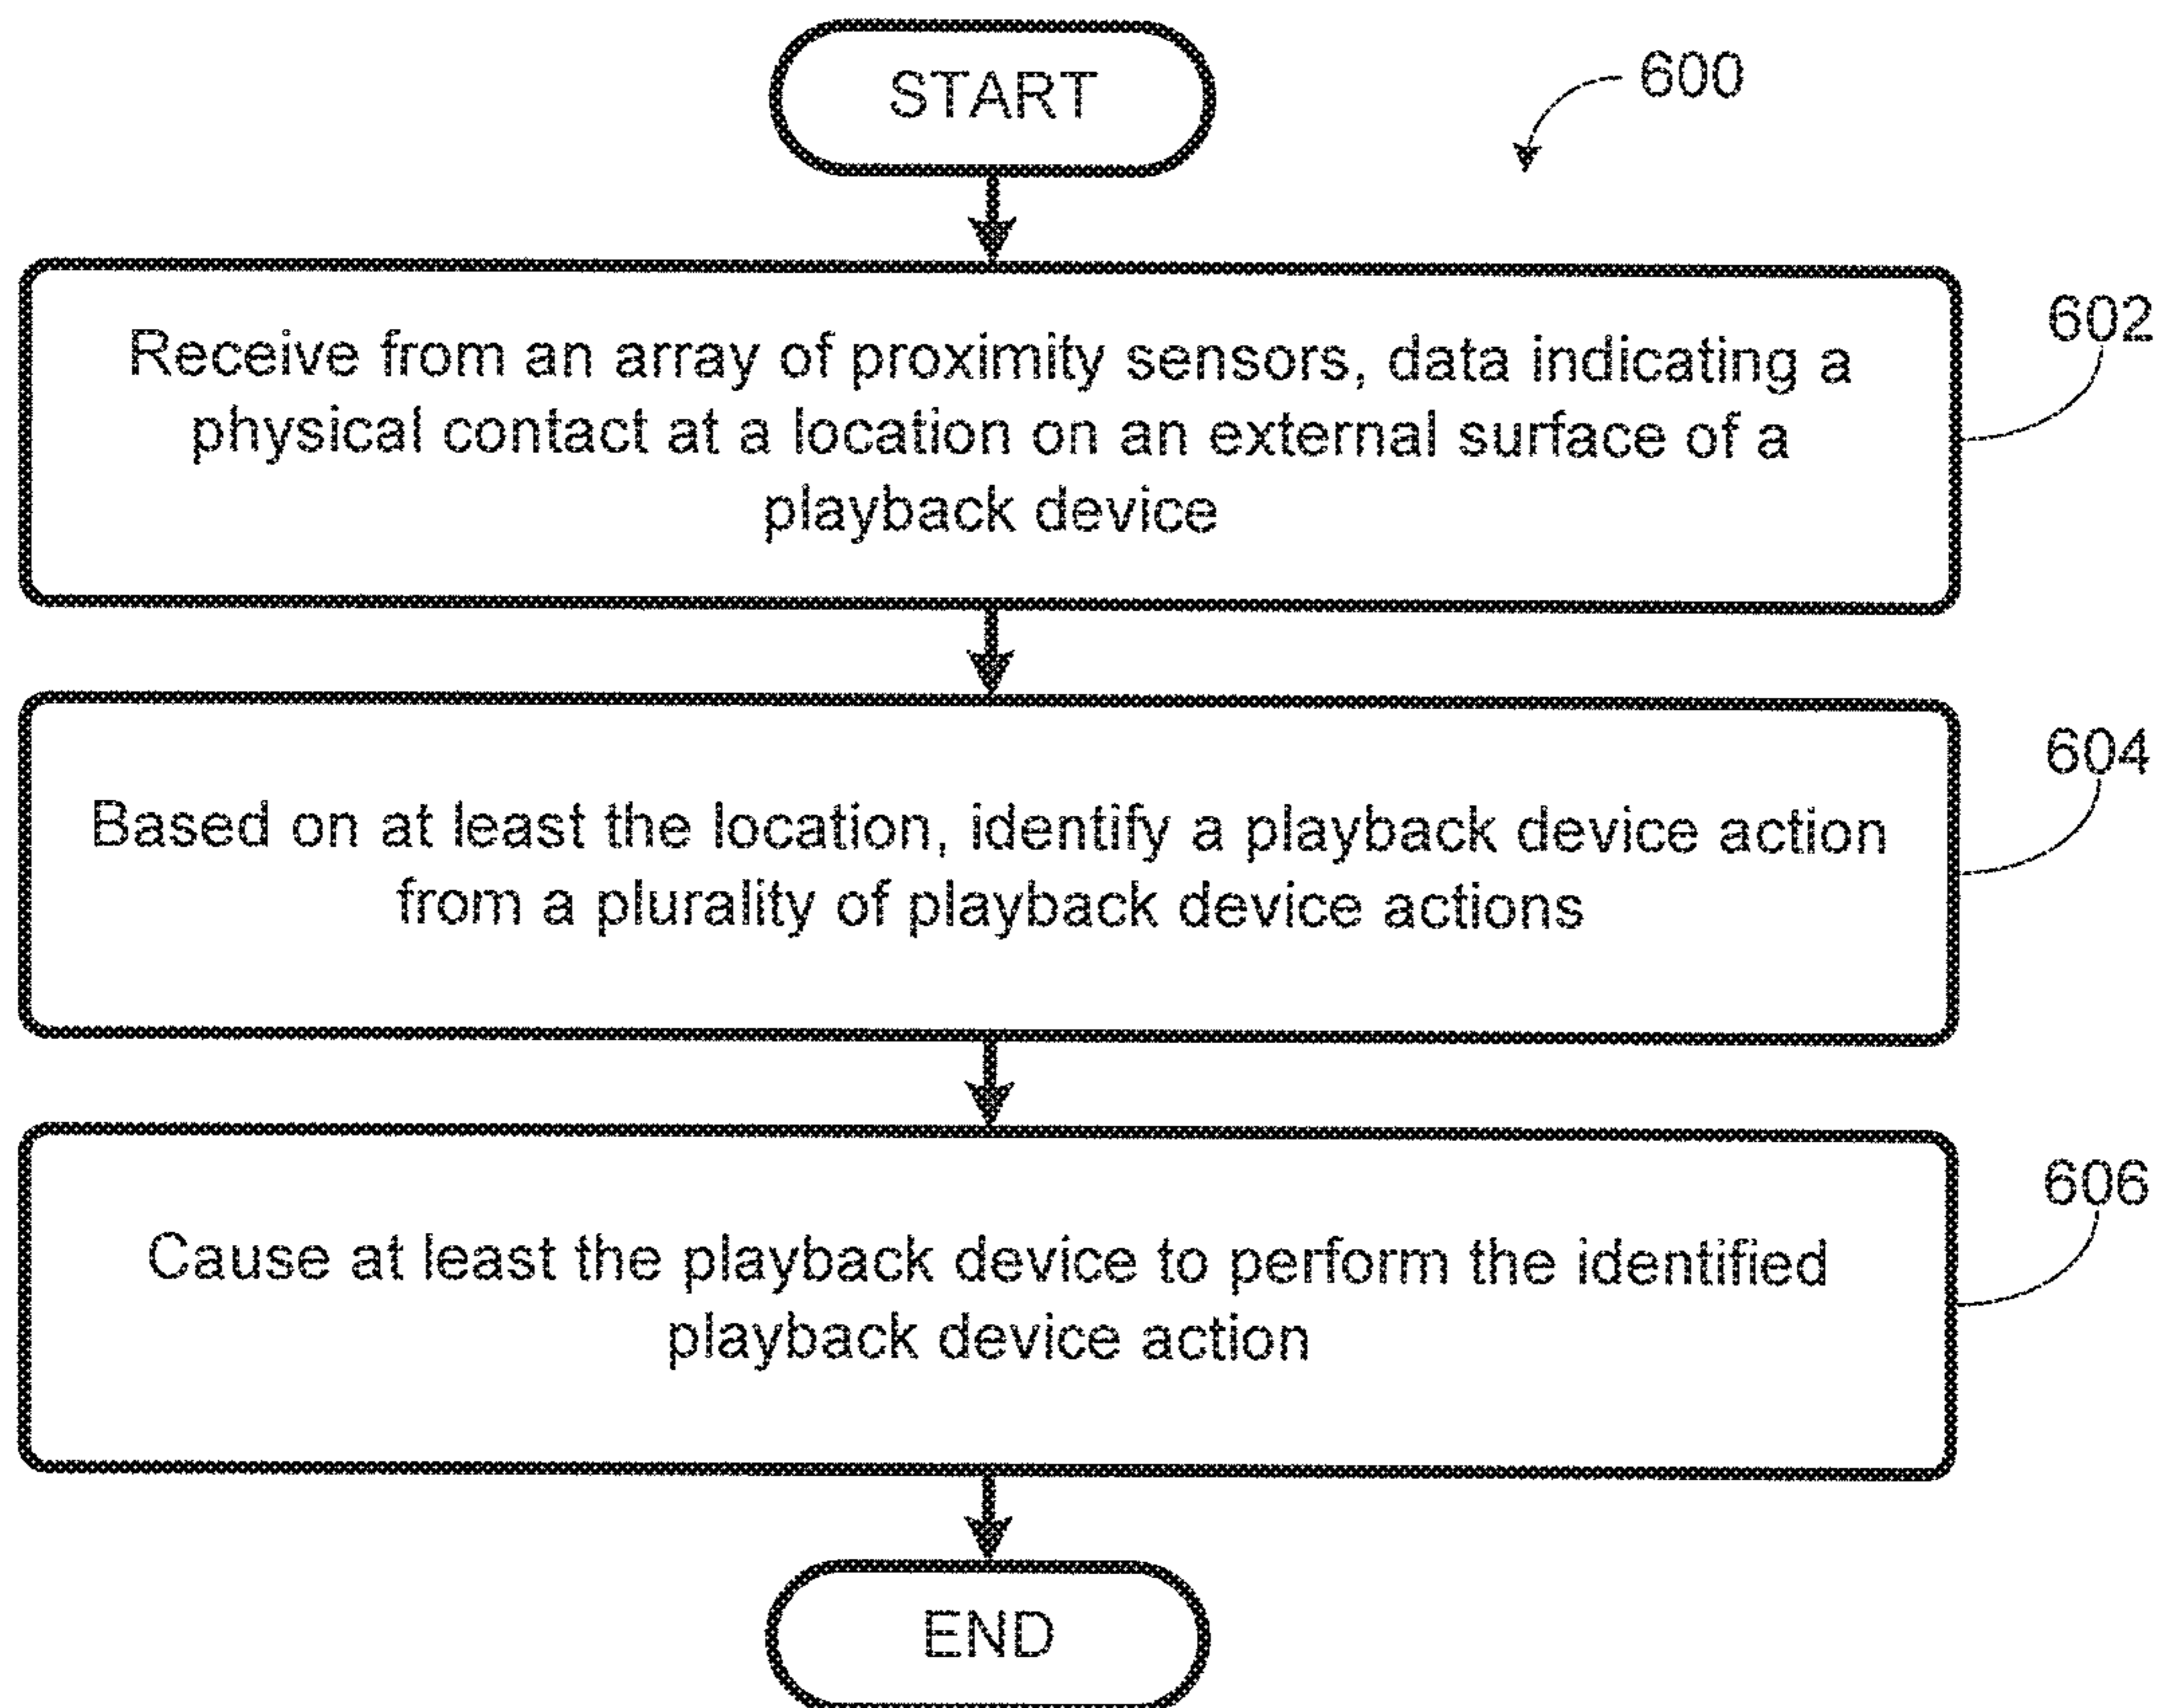 START
600
Receive from an array of proximity sensors, data indicating a
physical contact at a location on an external surface of a
playback device
602
Based on at least the location, identify a playback device action
from a plurality of playback device actions
604
Cause at least the playback device to perform the identified
playback device action
606
END